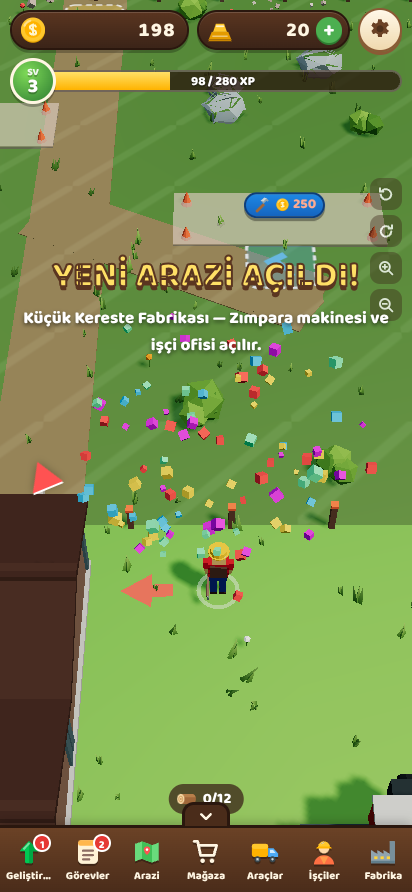 198
20
SV
3
98 / 280 XP
250
YENİ ARAZİ AÇILDI!
Küçük Kereste Fabrikası — Zımpara makinesi ve
işçi ofisi açılır.
0/12
1
2
Geliştir...
Görevler
Arazi
Mağaza
Araçlar
İşçiler
Fabrika